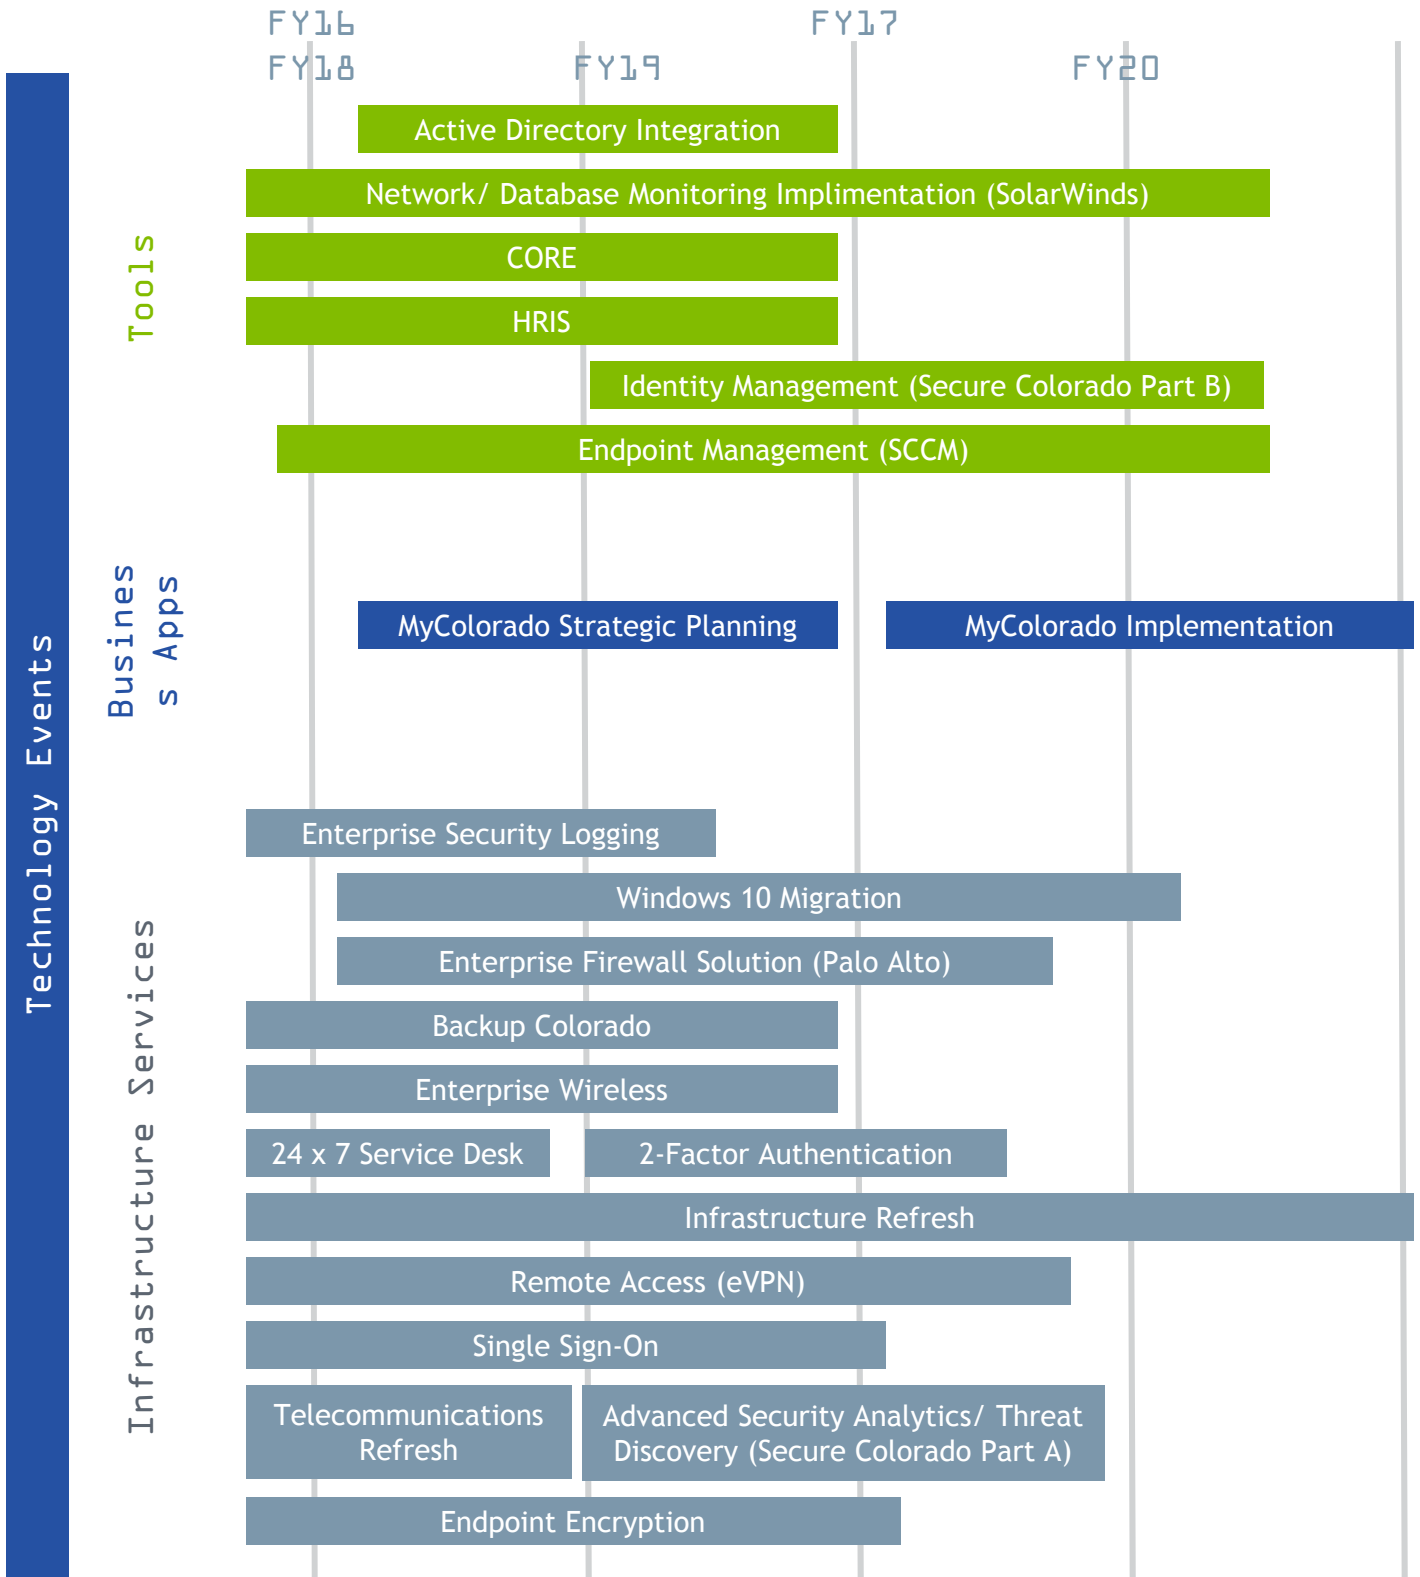 FY16 FY17
FY18 FY19 FY20
Technology Events
Tools
Active Directory Integration
Network/ Database Monitoring Implimentation (SolarWinds)
CORE
HRIS
Identity Management (Secure Colorado Part B)
Endpoint Management (SCCM)
Busines
s Apps
MyColorado Strategic Planning
MyColorado Implementation
Infrastructure Services
Enterprise Security Logging
Windows 10 Migration
Enterprise Firewall Solution (Palo Alto)
Backup Colorado
Enterprise Wireless
24 x 7 Service Desk
2-Factor Authentication
Infrastructure Refresh
Remote Access (eVPN)
Single Sign-On
Telecommunications
Refresh
Advanced Security Analytics/ Threat
Discovery (Secure Colorado Part A)
Endpoint Encryption